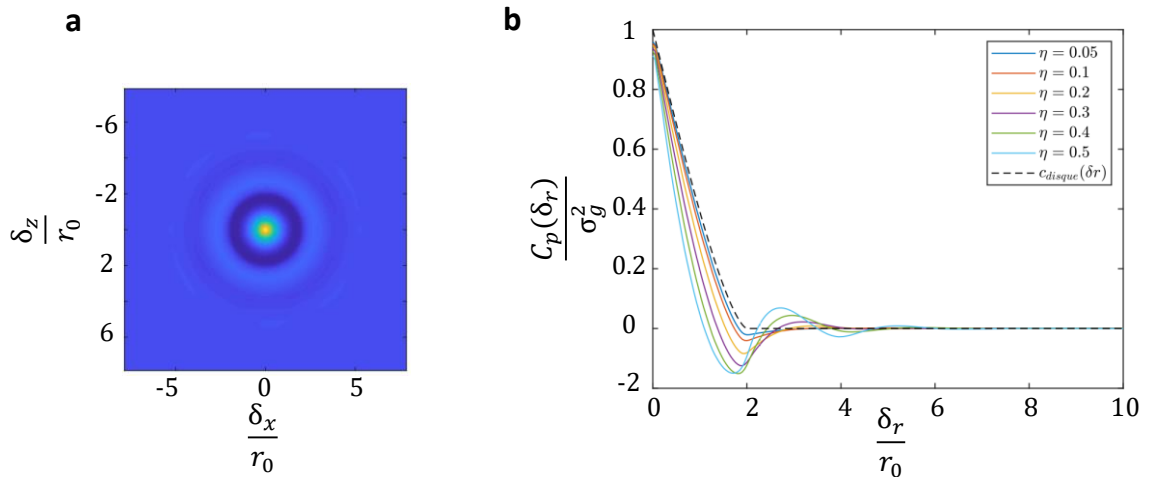 a
-6
-2
2
6
δz/r0
-5 0 5
δx/r0
b
1
0.8
0.6
0.4
0.2
0
-2
Cp(δr)/σg²
0 2 4 6 8 10
δr/r0
η = 0.05
η = 0.1
η = 0.2
η = 0.3
η = 0.4
η = 0.5
cdisque(δr)